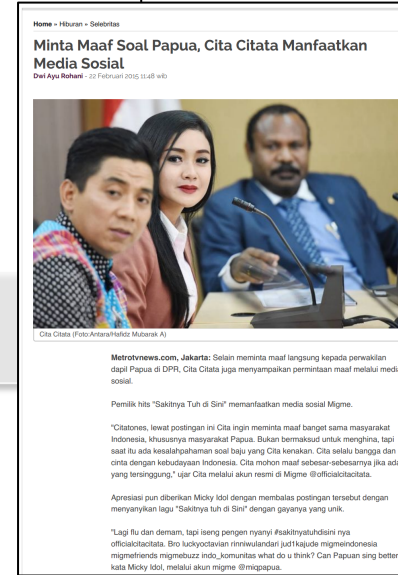 Home » Hiburan » Selebritas
Minta Maaf Soal Papua, Cita Citata Manfaatkan
Media Sosial
Dwi Ayu Rohani - 22 Februari 2015 11:48 wib
Cita Citata (Foto:Antara/Hafidz Mubarak A)
Metrotvnews.com, Jakarta: Selain meminta maaf langsung kepada perwakilan
dapil Papua di DPR, Cita Citata juga menyampaikan permintaan maaf melalui media
sosial.
Pemilik hits "Sakitnya Tuh di Sini" memanfaatkan media sosial Migme.
"Citatones, lewat postingan ini Cita ingin meminta maaf banget sama masyarakat
Indonesia, khususnya masyarakat Papua. Bukan bermaksud untuk menghina, tapi
saat itu ada kesalahpahaman soal baju yang Cita kenakan. Cita selalu bangga dan
cinta dengan kebudayaan Indonesia. Cita mohon maaf sebesar-sebesarnya jika ada
yang tersinggung," ujar Cita melalui akun resmi di Migme @officialcitacitata.
Apresiasi pun diberikan Micky Idol dengan membalas postingan tersebut dengan
menyanyikan lagu "Sakitnya tuh di Sini" dengan gayanya yang unik.
"Lagi flu dan demam, tapi iseng pengen nyanyi #sakitnyatuhdisini nya
officialcitacitata. Bro luckyoctavian rinniwulandari jud1kajude migmeindonesia
migmefriends migmebuzz indo_komunitas what do u think? Can Papuan sing better
kata Micky Idol, melalui akun migme @miqpapua.